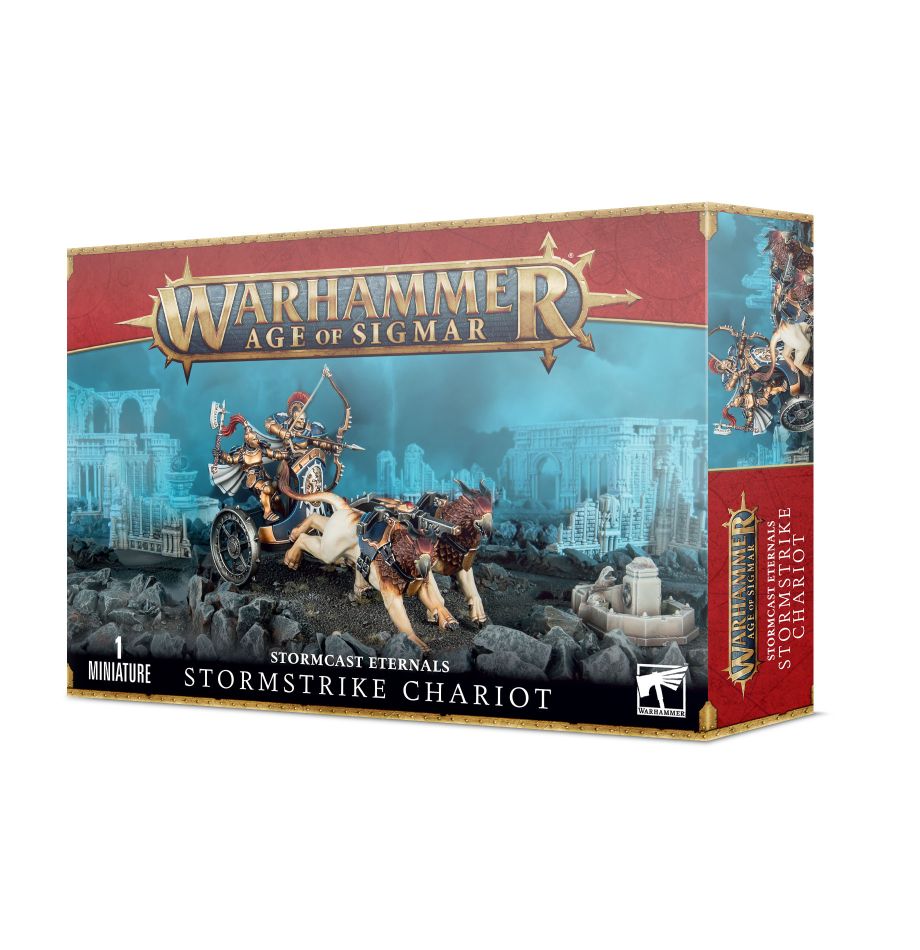 WARHAMMER
®
AGE OF SIGMAR
1
MINIATURE
STORMCAST ETERNALS
STORMSTRIKE CHARIOT
WARHAMMER
WARHAMMER
AGE OF SIGMAR
STORMCAST ETERNALS
STORMSTRIKE
CHARIOT